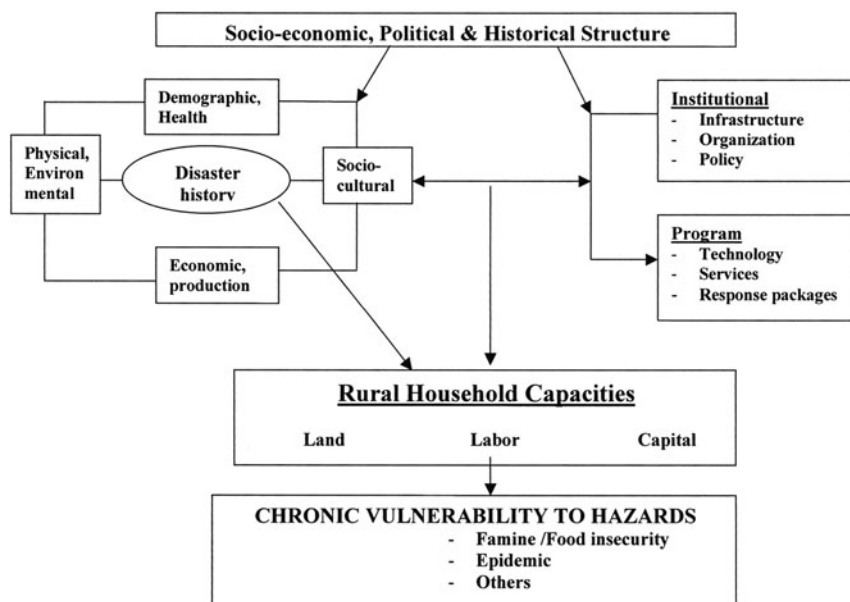 Socio-economic, Political & Historical Structure
Demographic,
Health
Physical,
Environ
mental
Disaster
history
Socio-
cultural
Economic,
production
Institutional
- Infrastructure
- Organization
- Policy
Program
- Technology
- Services
- Response packages
Rural Household Capacities
Land Labor Capital
CHRONIC VULNERABILITY TO HAZARDS
- Famine /Food insecurity
- Epidemic
- Others